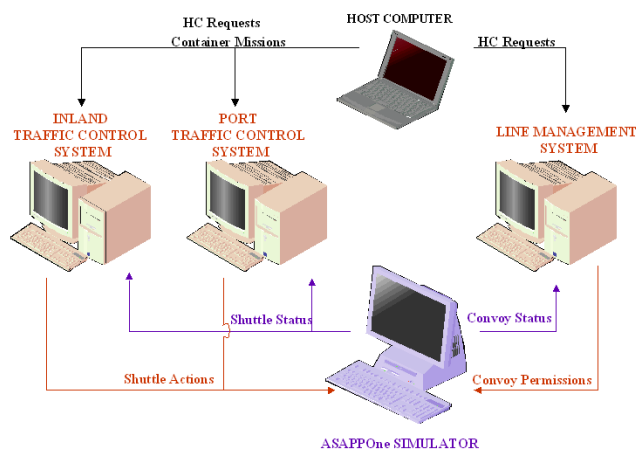 HOST COMPUTER
HC Requests
Container Missions
HC Requests
INLAND
TRAFFIC CONTROL
SYSTEM
PORT
TRAFFIC CONTROL
SYSTEM
LINE MANAGEMENT
SYSTEM
Shuttle Status
Convoy Status
Shuttle Actions
Convoy Permissions
ASAPPOne SIMULATOR